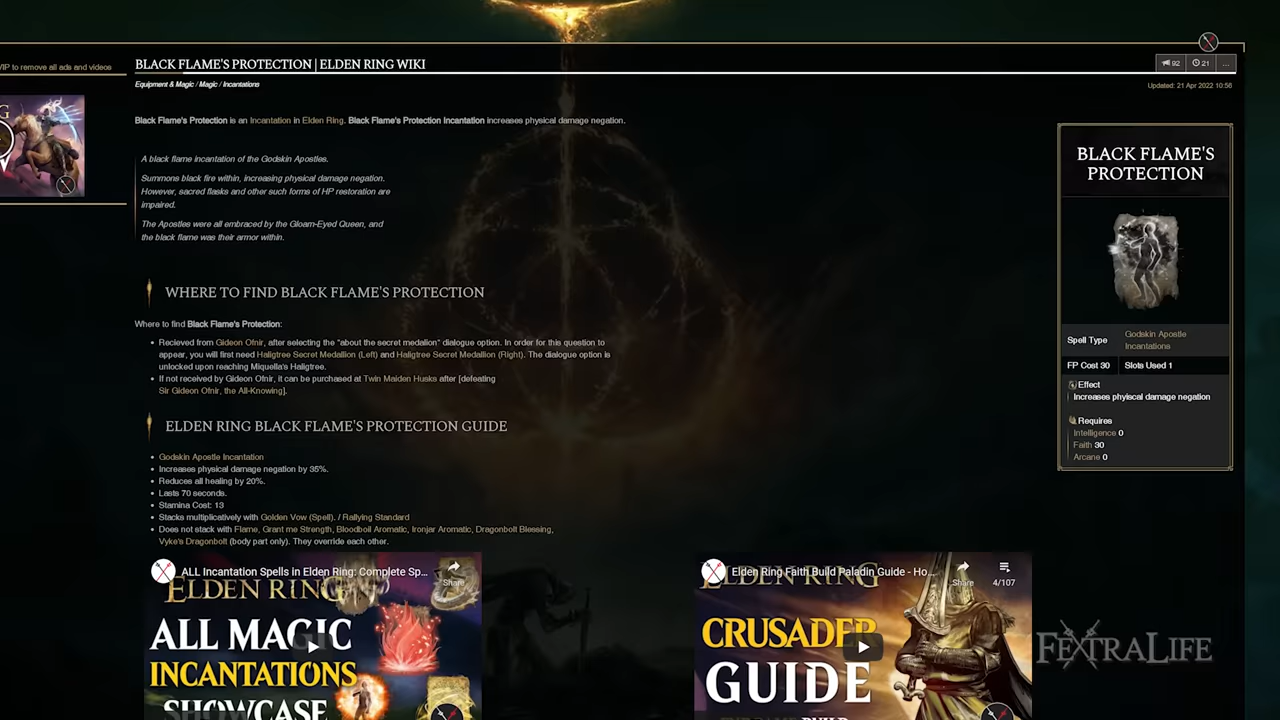 VIP to remove all ads and videos
BLACK FLAME'S PROTECTION | ELDEN RING WIKI
92
21
...
Equipment & Magic / Magic / Incantations
Updated: 21 Apr 2022 10:56
Black Flame's Protection is an Incantation in Elden Ring. Black Flame's Protection Incantation increases physical damage negation.
A black flame incantation of the Godskin Apostles.
Summons black fire within, increasing physical damage negation.
However, sacred flasks and other such forms of HP restoration are
impaired.
The Apostles were all embraced by the Gloam-Eyed Queen, and
the black flame was their armor within.
WHERE TO FIND BLACK FLAME'S PROTECTION
Where to find Black Flame's Protection:
• Recieved from Gideon Ofnir, after selecting the "about the secret medalion" dialogue option. In order for this question to
appear, you will first need Haligtree Secret Medallion (Left) and Haligtree Secret Medallion (Right). The dialogue option is
unlocked upon reaching Miquella's Haligtree.
• If not received by Gideon Ofnir, it can be purchased at Twin Maiden Husks after [defeating
Sir Gideon Ofnir, the All-Knowing].
ELDEN RING BLACK FLAME'S PROTECTION GUIDE
• Godskin Apostle Incantation
• Increases physical damage negation by 35%.
• Reduces all healing by 20%.
• Lasts 70 seconds.
• Stamina Cost: 13
• Stacks multiplicatively with Golden Vow (Spell). / Rallying Standard
• Does not stack with Flame, Grant me Strength, Bloodboil Aromatic, Ironjar Aromatic, Dragonbolt Blessing,
Vyke's Dragonbolt (body part only). They override each other.
BLACK FLAME'S
PROTECTION
Spell Type
Godskin Apostle
Incantations
FP Cost 30
Slots Used 1
Effect
Increases phyiscal damage negation
Requires
Intelligence 0
Faith 30
Arcane 0
ALL Incantation Spells in Elden Ring: Complete Sp...
Share
ELDEN RING
ALL MAGIC
INCANTATIONS
SHOWCASE
Elden Ring Faith Build Paladin Guide - Ho...
Share
4/107
ELDEN RING
CRUSADER
GUIDE
FEXTRALIFE